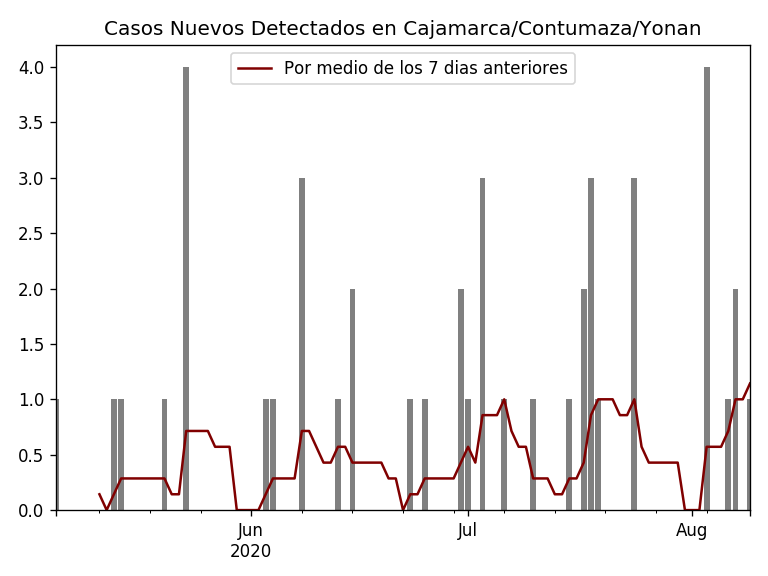 Casos Nuevos Detectados en Cajamarca/Contumaza/Yonan
Por medio de los 7 dias anteriores
4.0
3.5
3.0
2.5
2.0
1.5
1.0
0.5
0.0
Jun
2020
Jul
Aug